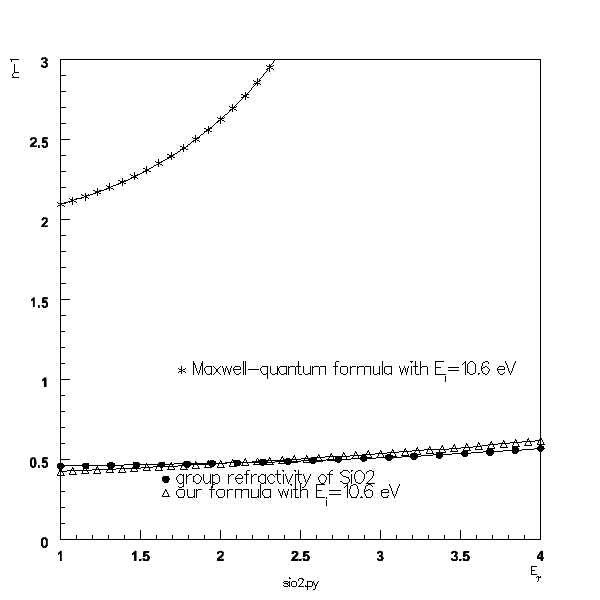 n-1
3
2.5
2
1.5
1
0.5
0
* Maxwell-quantum formula with E_i=10.6 eV
● group refractivity of SiO2
△ our formula with E_i=10.6 eV
1 1.5 2 2.5 3 3.5 4
E_γ
sio2.py